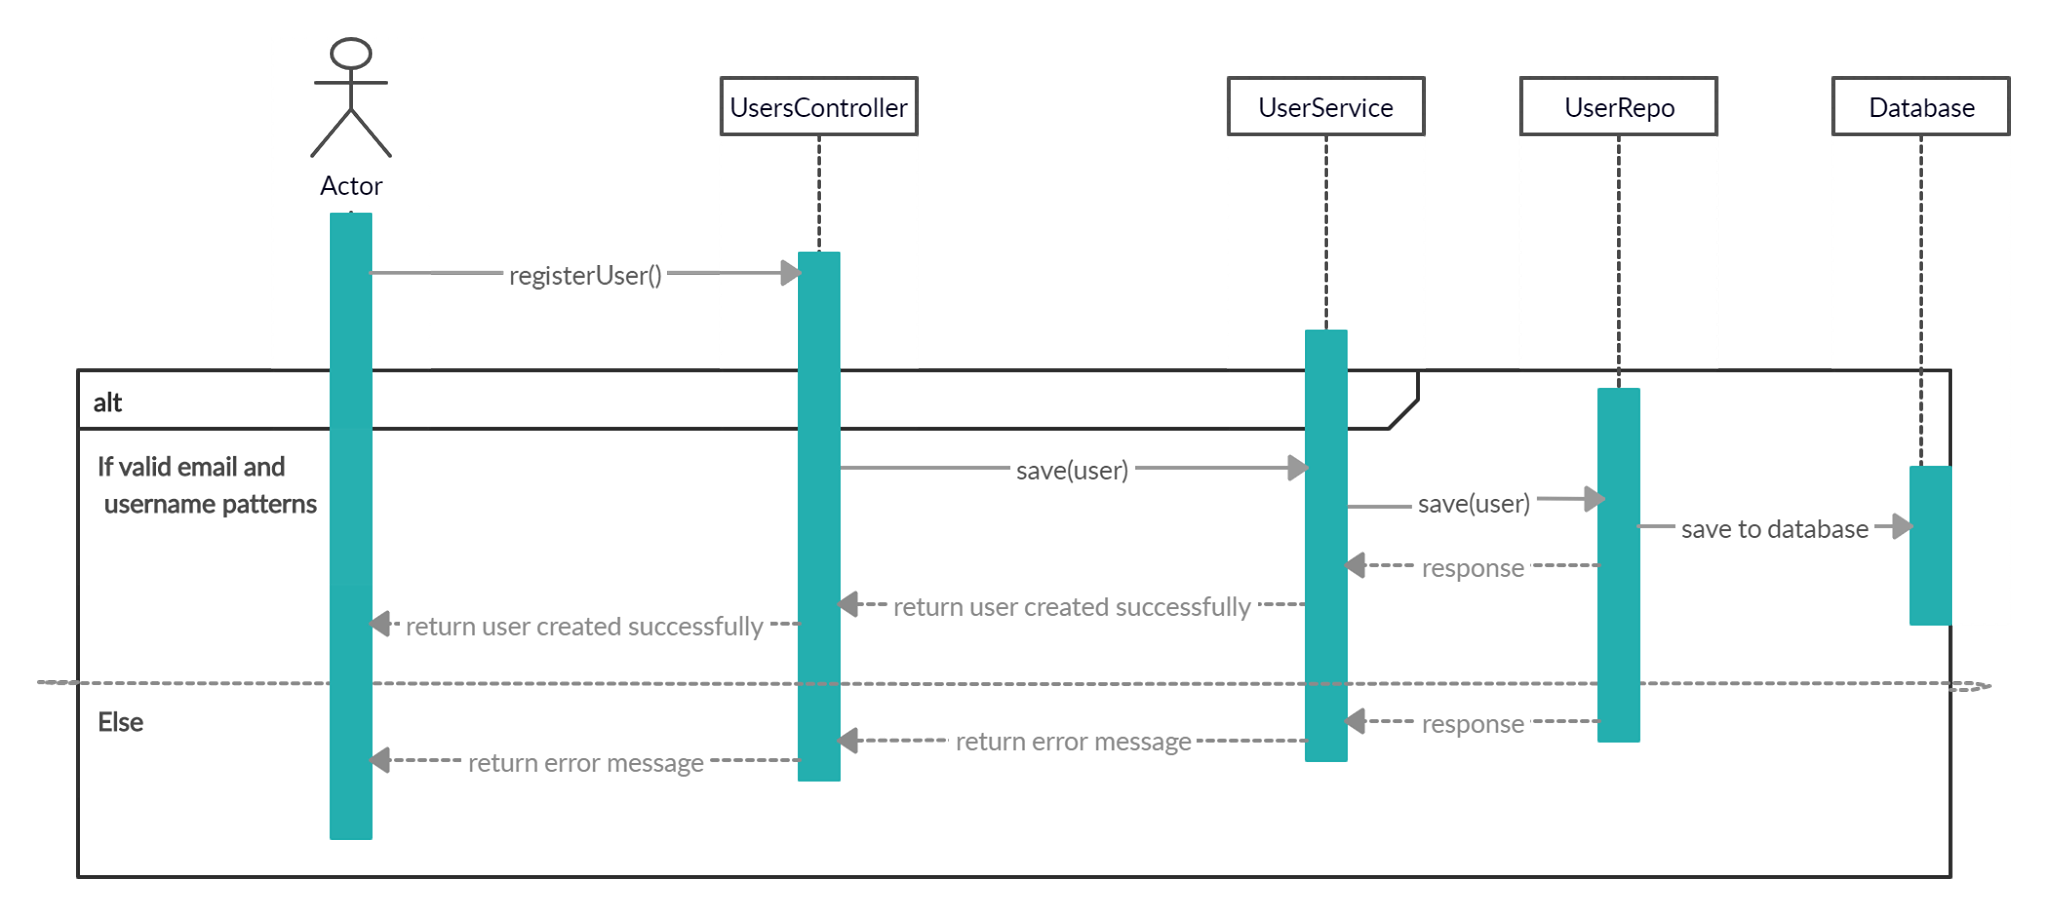 Actor
UsersController
UserService
UserRepo
Database
registerUser()
alt
If valid email and
username patterns
save(user)
save(user)
save to database
response
return user created successfully
return user created successfully
Else
response
return error message
return error message